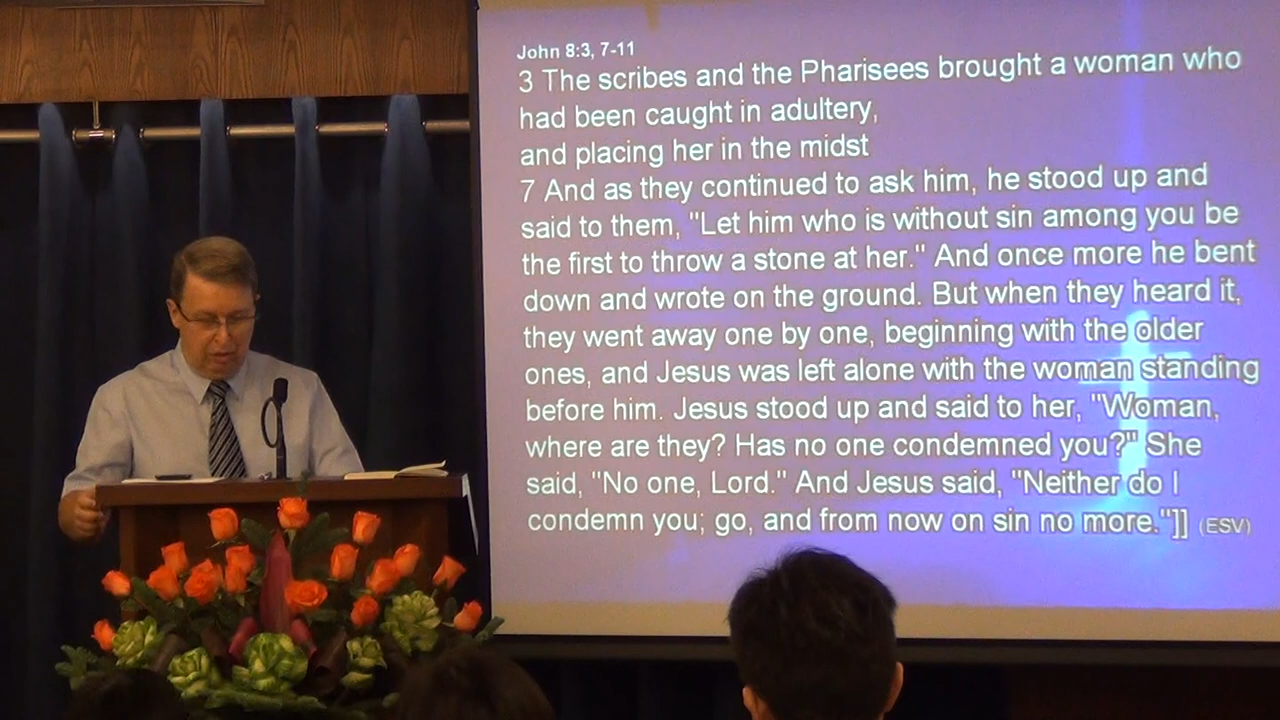 John 8:3, 7-11
3 The scribes and the Pharisees brought a woman who
had been caught in adultery,
and placing her in the midst
7 And as they continued to ask him, he stood up and
said to them, "Let him who is without sin among you be
the first to throw a stone at her." And once more he bent
down and wrote on the ground. But when they heard it,
they went away one by one, beginning with the older
ones, and Jesus was left alone with the woman standing
before him. Jesus stood up and said to her, "Woman,
where are they? Has no one condemned you?" She
said, "No one, Lord." And Jesus said, "Neither do I
condemn you; go, and from now on sin no more."]] (ESV)